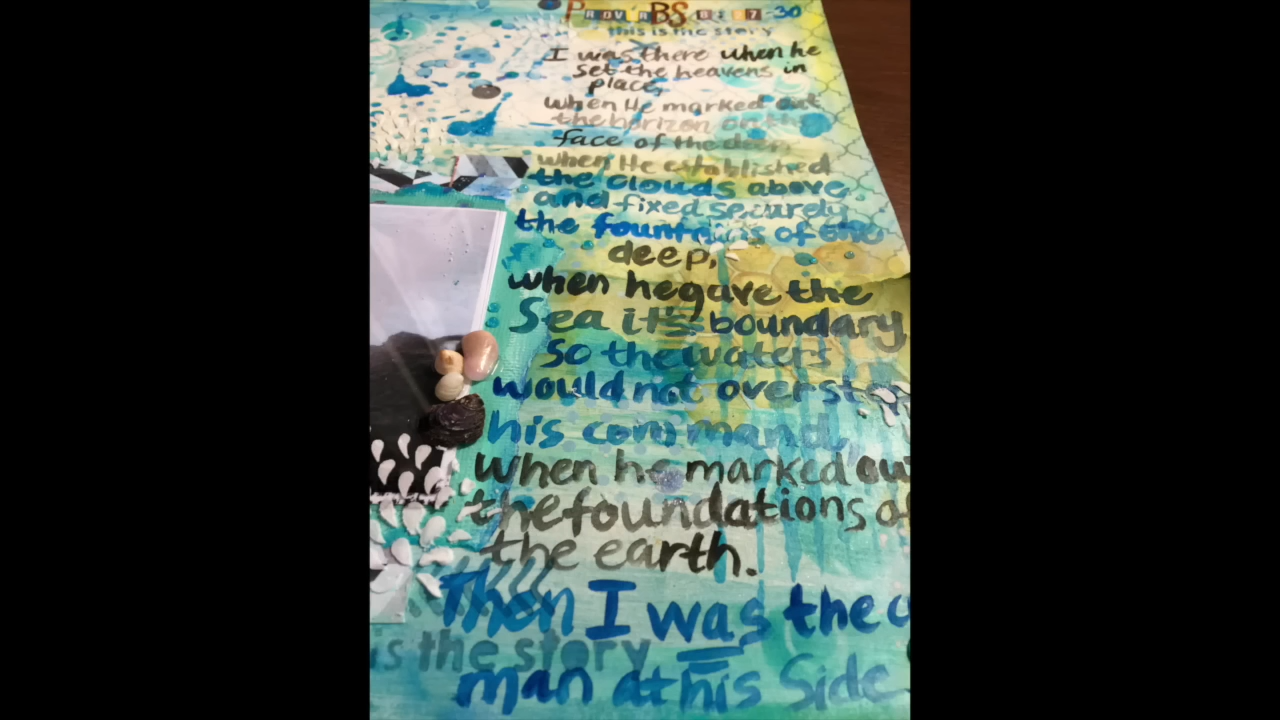 PROVERBS 8:27-30
this is the story
I was there when he
set the heavens in
place,
when He marked out
the horizon on the
face of the deep
when He established
the clouds above
and fixed securely
the fountains of the
deep,
when he gave the
Sea it's boundary
So the waters
would not overstep
his command,
When he marked out
the foundations of
the earth.
Then I was the
is the story
man at his Side